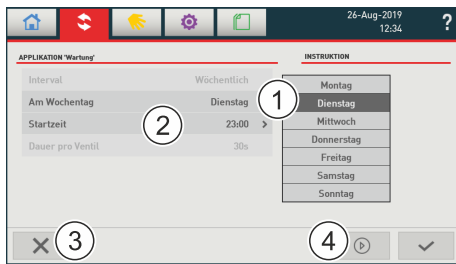 26-Aug-2019
12:34
?
APPLIKATION 'Wartung'
INSTRUKTION
Interval Wöchentlich
Am Wochentag Dienstag
Startzeit 23:00 >
Dauer pro Ventil 30s
1
2
Montag
Dienstag
Mittwoch
Donnerstag
Freitag
Samstag
Sonntag
3
4